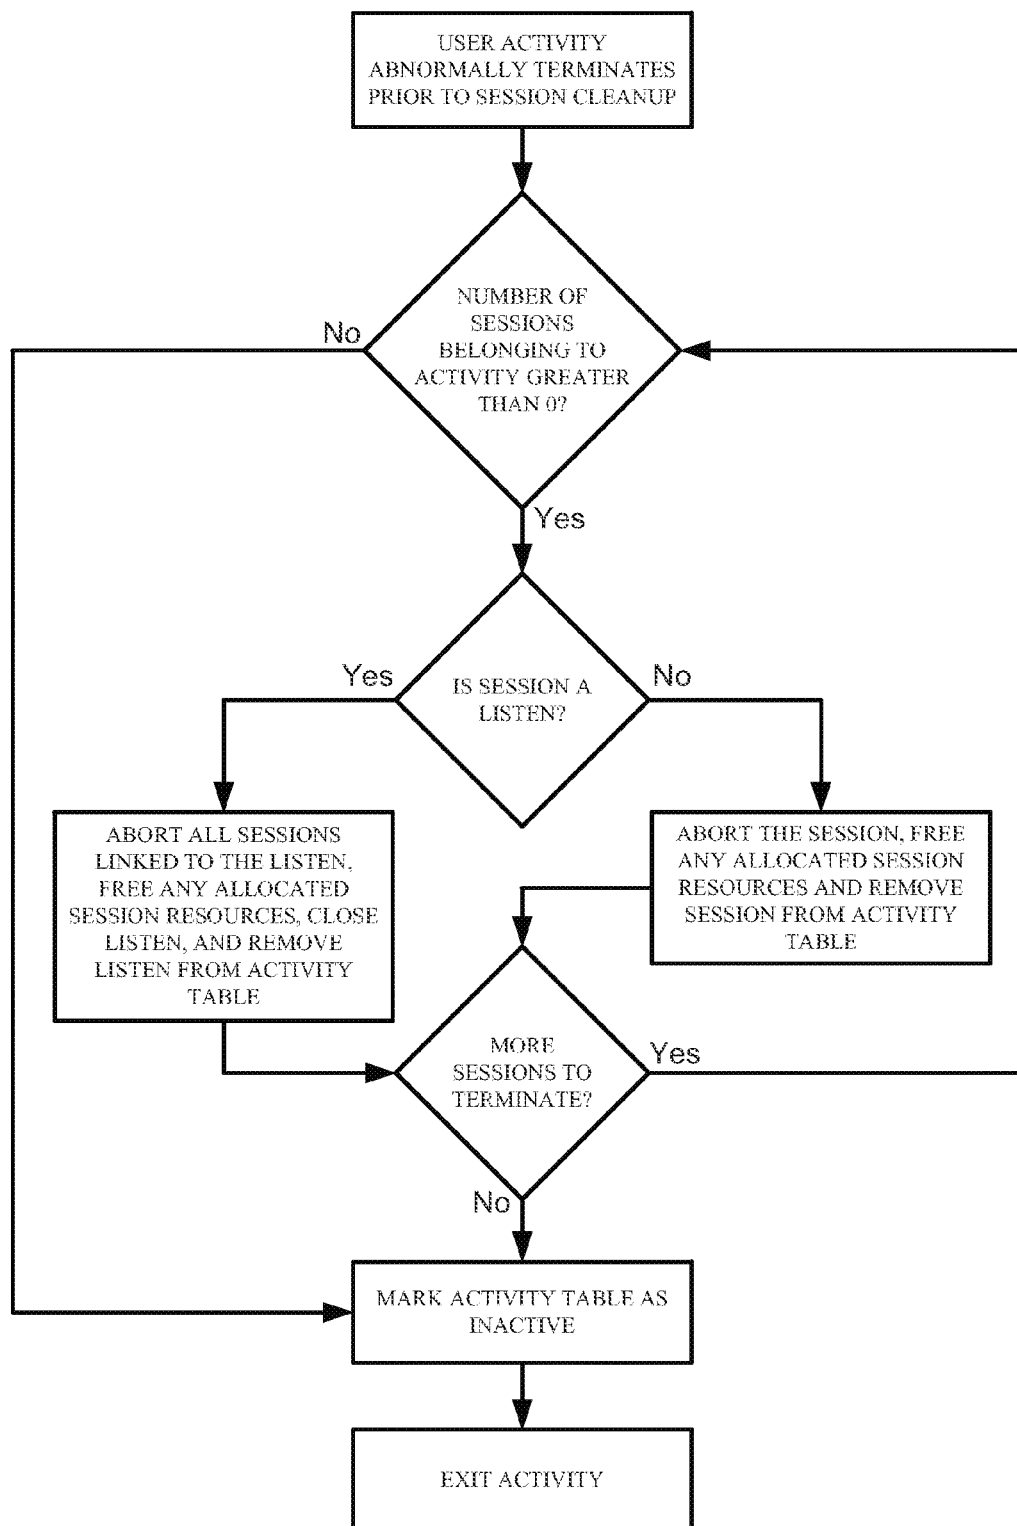 USER ACTIVITY
ABNORMALLY TERMINATES
PRIOR TO SESSION CLEANUP
NUMBER OF
SESSIONS
BELONGING TO
ACTIVITY GREATER
THAN 0?
No
Yes
IS SESSION A
LISTEN?
Yes
No
ABORT ALL SESSIONS
LINKED TO THE LISTEN,
FREE ANY ALLOCATED
SESSION RESOURCES, CLOSE
LISTEN, AND REMOVE
LISTEN FROM ACTIVITY
TABLE
ABORT THE SESSION, FREE
ANY ALLOCATED SESSION
RESOURCES AND REMOVE
SESSION FROM ACTIVITY
TABLE
MORE
SESSIONS TO
TERMINATE?
Yes
No
MARK ACTIVITY TABLE AS
INACTIVE
EXIT ACTIVITY